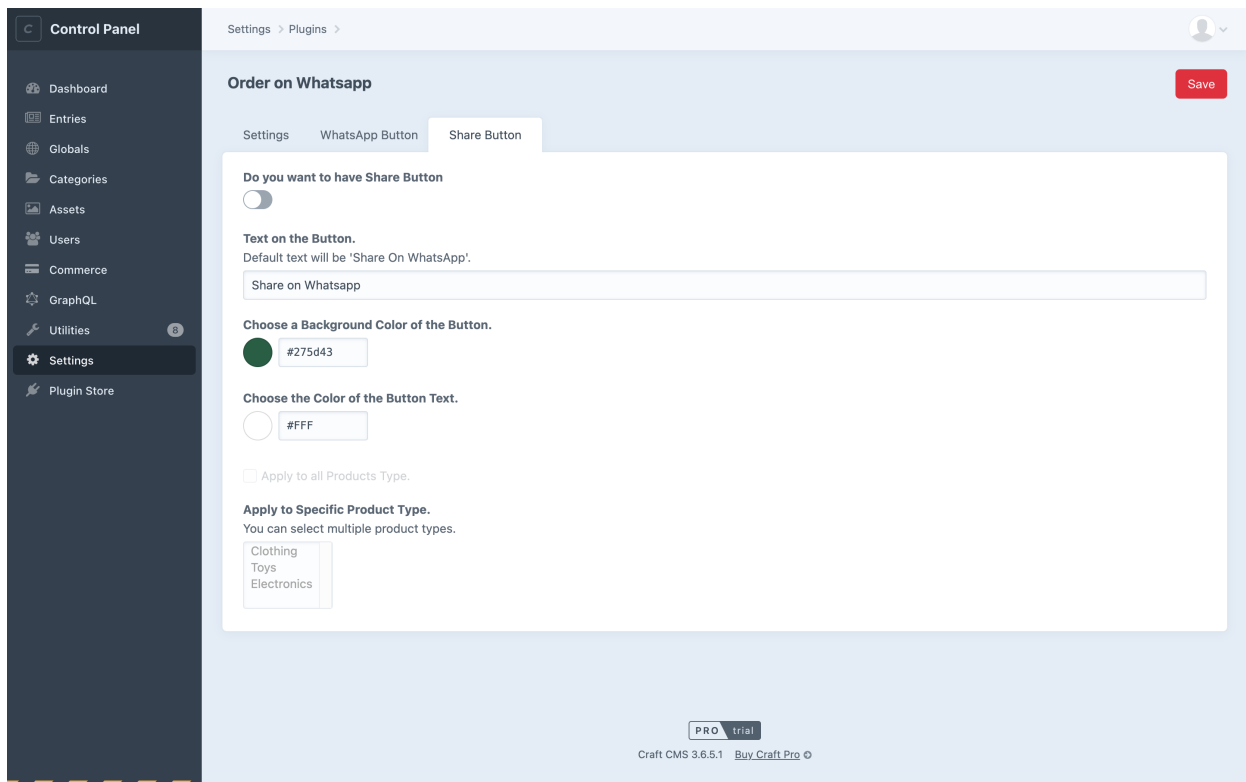 C Control Panel
Settings > Plugins >
Dashboard
Entries
Globals
Categories
Assets
Users
Commerce
GraphQL
Utilities 8
Settings
Plugin Store
Order on Whatsapp
Save
Settings WhatsApp Button Share Button
Do you want to have Share Button
Text on the Button.
Default text will be 'Share On WhatsApp'.
Share on Whatsapp
Choose a Background Color of the Button.
#275d43
Choose the Color of the Button Text.
#FFF
Apply to all Products Type.
Apply to Specific Product Type.
You can select multiple product types.
Clothing
Toys
Electronics
PRO trial
Craft CMS 3.6.5.1 Buy Craft Pro